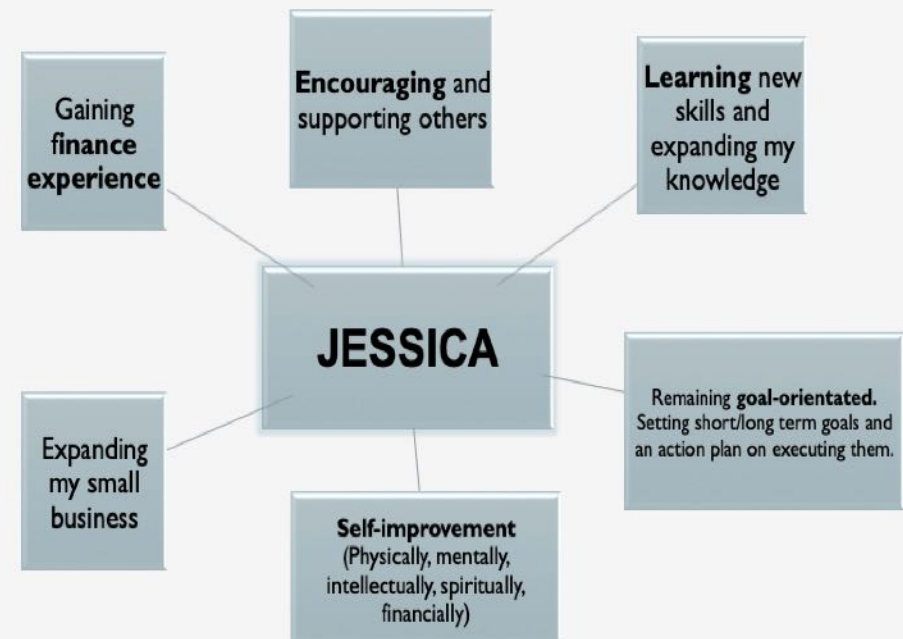 Gaining
finance
experience
Encouraging and
supporting others
Learning new
skills and
expanding my
knowledge
JESSICA
Remaining goal-orientated.
Setting short/long term goals and
an action plan on executing them.
Expanding
my small
business
Self-improvement
(Physically, mentally,
intellectually, spiritually,
financially)